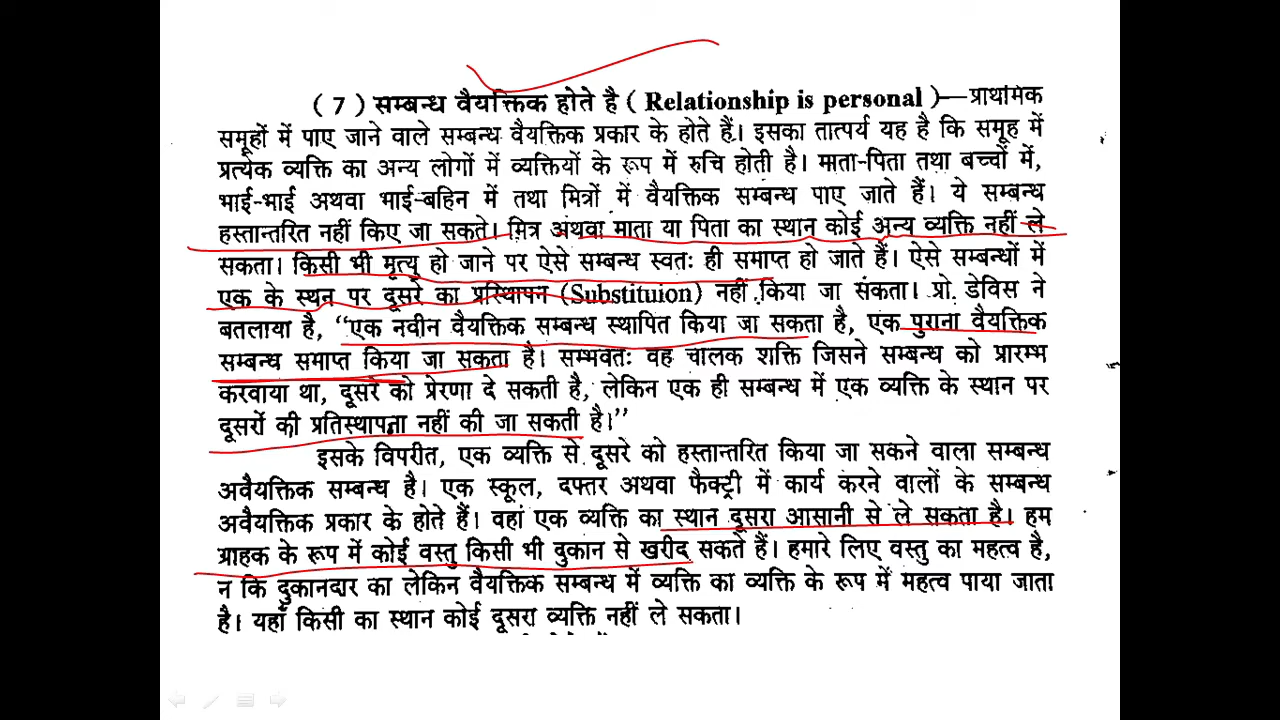 ( 7 ) सम्बन्ध वैयक्तिक होते है ( Relationship is personal )—प्राथमिक
समूहों में पाए जाने वाले सम्बन्ध वैयक्तिक प्रकार के होते हैं। इसका तात्पर्य यह है कि समूह में
प्रत्येक व्यक्ति का अन्य लोगों में व्यक्तियों के रूप में रुचि होती है। माता-पिता तथा बच्चों में,
भाई-भाई अथवा भाई-बहिन में तथा मित्रों में वैयक्तिक सम्बन्ध पाए जाते हैं। ये सम्बन्ध
हस्तान्तरित नहीं किए जा सकते। मित्र अथवा माता या पिता का स्थान कोई अन्य व्यक्ति नहीं ले
सकता। किसी भी मृत्यु हो जाने पर ऐसे सम्बन्ध स्वतः ही समाप्त हो जाते हैं। ऐसे सम्बन्धों में
एक के स्थन पर दूसरे का प्रस्थिापन (Substituion) नहीं किया जा संकता। प्रो. डेविस ने
बतलाया है, “एक नवीन वैयक्तिक सम्बन्ध स्थापित किया जा सकता है, एक पुराना वैयक्तिक
सम्बन्ध समाप्त किया जा सकता है। सम्भवतः वह चालक शक्ति जिसने सम्बन्ध को प्रारम्भ
करवाया था, दूसरे को प्रेरणा दे सकती है, लेकिन एक ही सम्बन्ध में एक व्यक्ति के स्थान पर
दूसरों की प्रतिस्थापना नहीं की जा सकती है।”
इसके विपरीत, एक व्यक्ति से दूसरे को हस्तान्तरित किया जा सकने वाला सम्बन्ध
अवैयक्तिक सम्बन्ध है। एक स्कूल, दफ्तर अथवा फैक्ट्री में कार्य करने वालों के सम्बन्ध
अवैयक्तिक प्रकार के होते हैं। वहां एक व्यक्ति का स्थान दूसरा आसानी से ले सकता है। हम
ग्राहक के रूप में कोई वस्तु किसी भी दुकान से खरीद सकते हैं। हमारे लिए वस्तु का महत्व है,
न कि दुकानदार का लेकिन वैयक्तिक सम्बन्ध में व्यक्ति का व्यक्ति के रूप में महत्व पाया जाता
है। यहाँ किसी का स्थान कोई दूसरा व्यक्ति नहीं ले सकता।